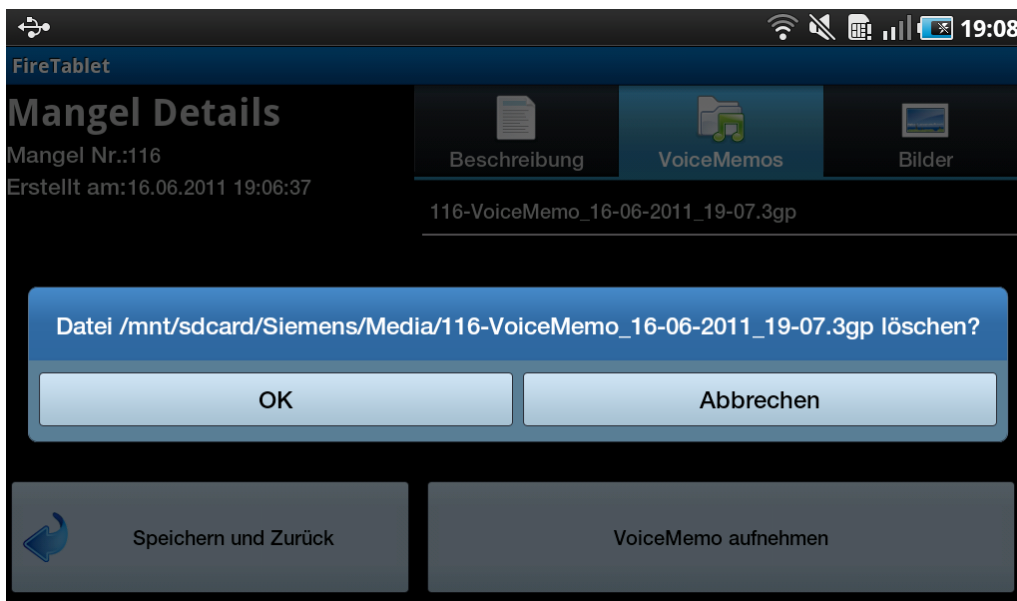 19:08
FireTablet
Mangel Details
Mangel Nr.:116
Erstellt am:16.06.2011 19:06:37
Beschreibung
VoiceMemos
Bilder
116-VoiceMemo_16-06-2011_19-07.3gp
Datei /mnt/sdcard/Siemens/Media/116-VoiceMemo_16-06-2011_19-07.3gp löschen?
OK
Abbrechen
Speichern und Zurück
VoiceMemo aufnehmen